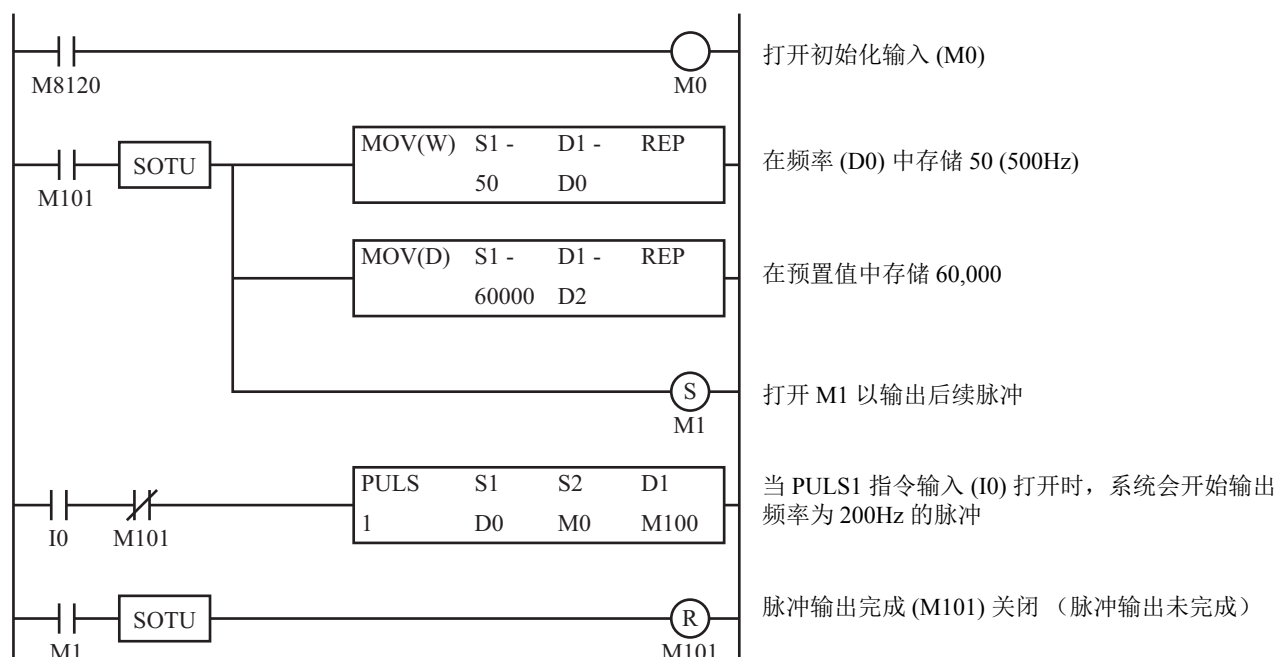 M8120
M0
打开初始化输入 (M0)
M101
SOTU
MOV(W) S1 - D1 - REP
50 D0
在频率 (D0) 中存储 50 (500Hz)
MOV(D) S1 - D1 - REP
60000 D2
在预置值中存储 60,000
S
M1
打开 M1 以输出后续脉冲
I0
M101
PULS S1 S2 D1
1 D0 M0 M100
当 PULS1 指令输入 (I0) 打开时，系统会开始输出
频率为 200Hz 的脉冲
M1
SOTU
R
M101
脉冲输出完成 (M101) 关闭 （脉冲输出未完成）